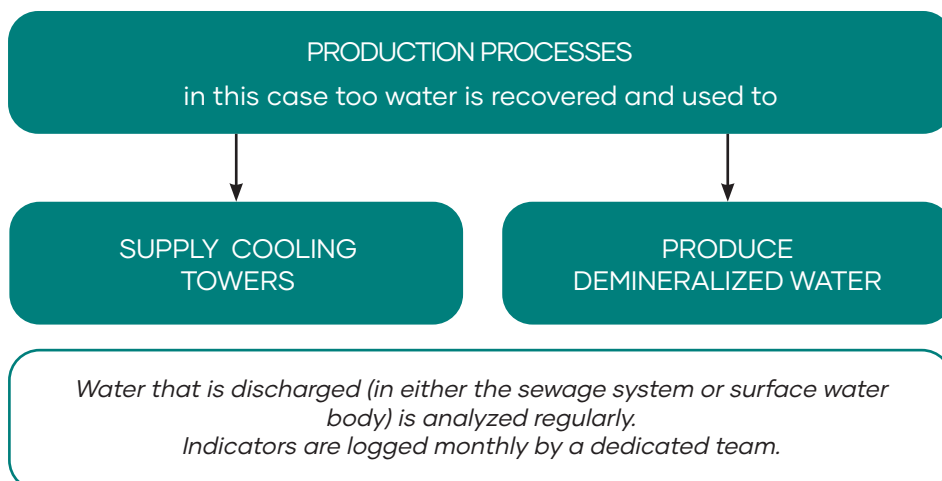 PRODUCTION PROCESSES
in this case too water is recovered and used to
SUPPLY COOLING
TOWERS
PRODUCE
DEMINERALIZED WATER
Water that is discharged (in either the sewage system or surface water
body) is analyzed regularly.
Indicators are logged monthly by a dedicated team.